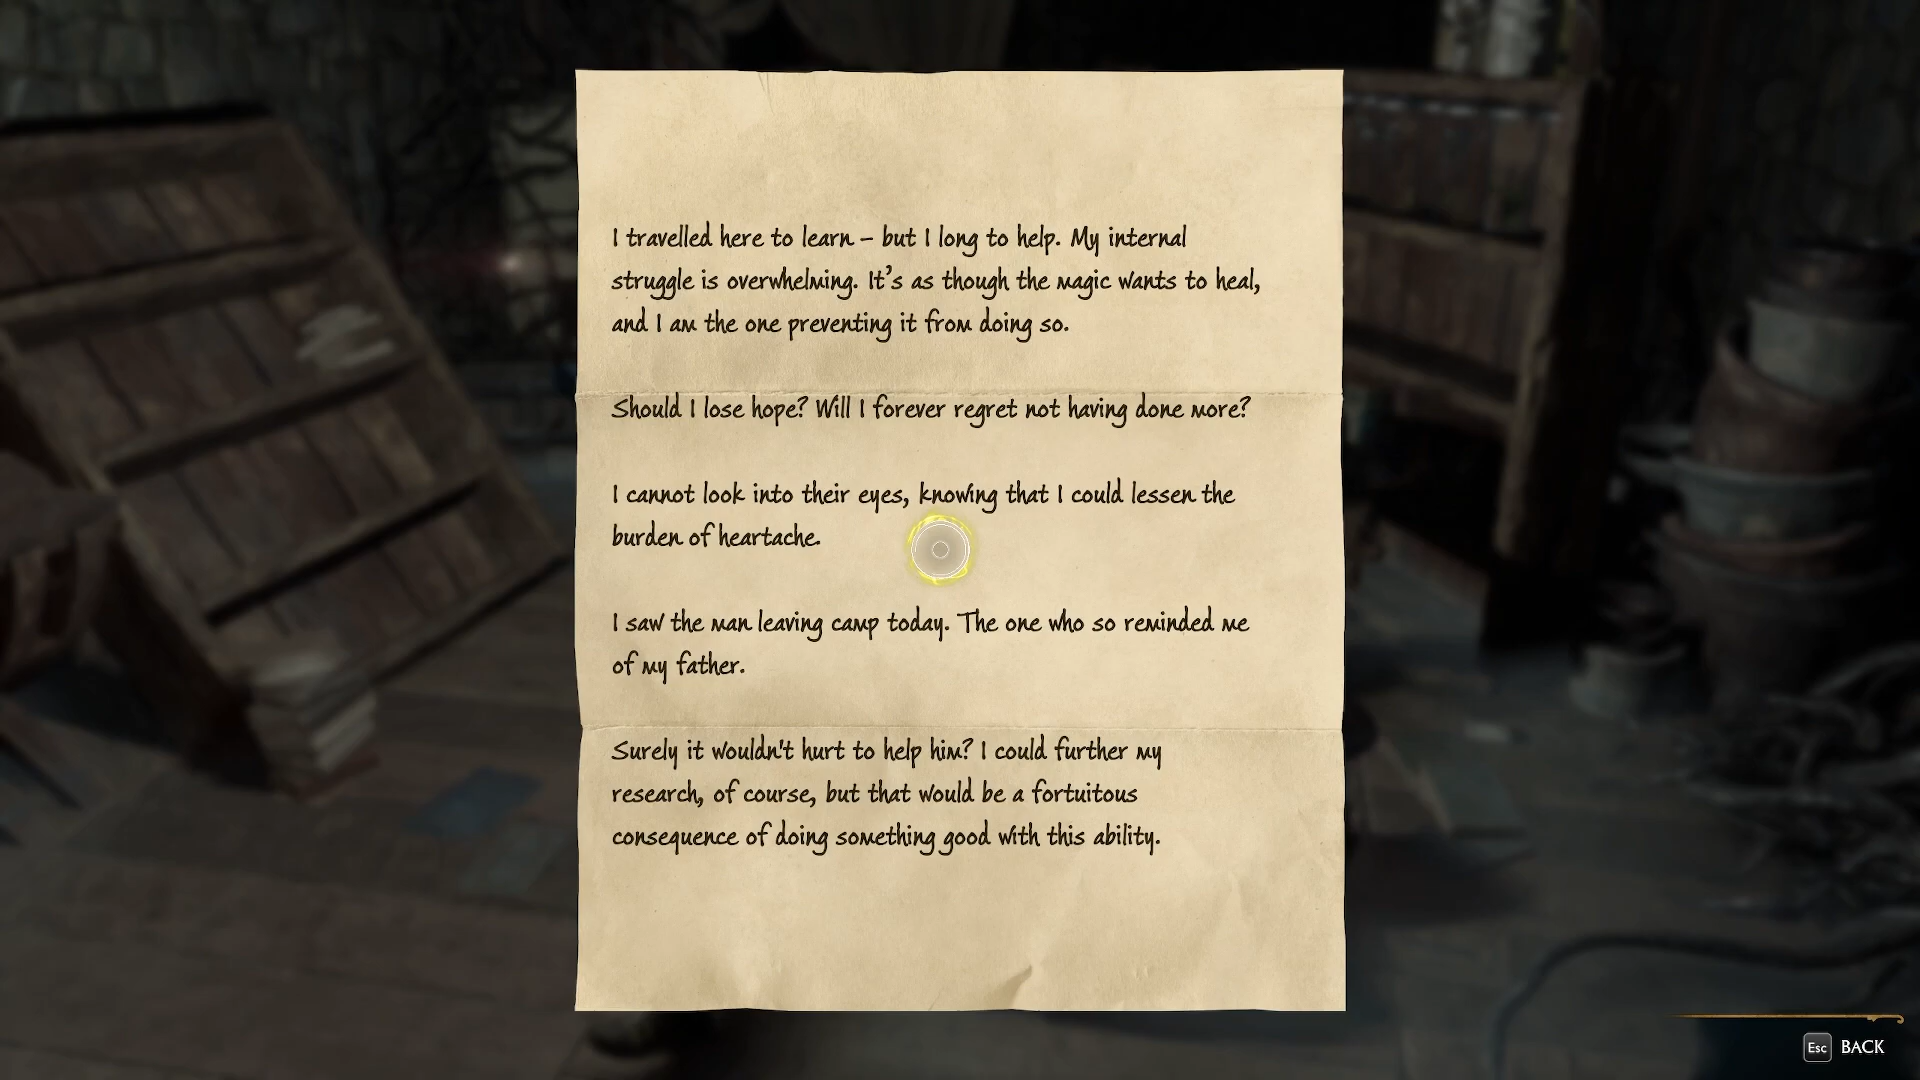 I travelled here to learn – but I long to help. My internal
struggle is overwhelming. It's as though the magic wants to heal,
and I am the one preventing it from doing so.
Should I lose hope? Will I forever regret not having done more?
I cannot look into their eyes, knowing that I could lessen the
burden of heartache.
I saw the man leaving camp today. The one who so reminded me
of my father.
Surely it wouldn't hurt to help him? I could further my
research, of course, but that would be a fortuitous
consequence of doing something good with this ability.
Esc BACK